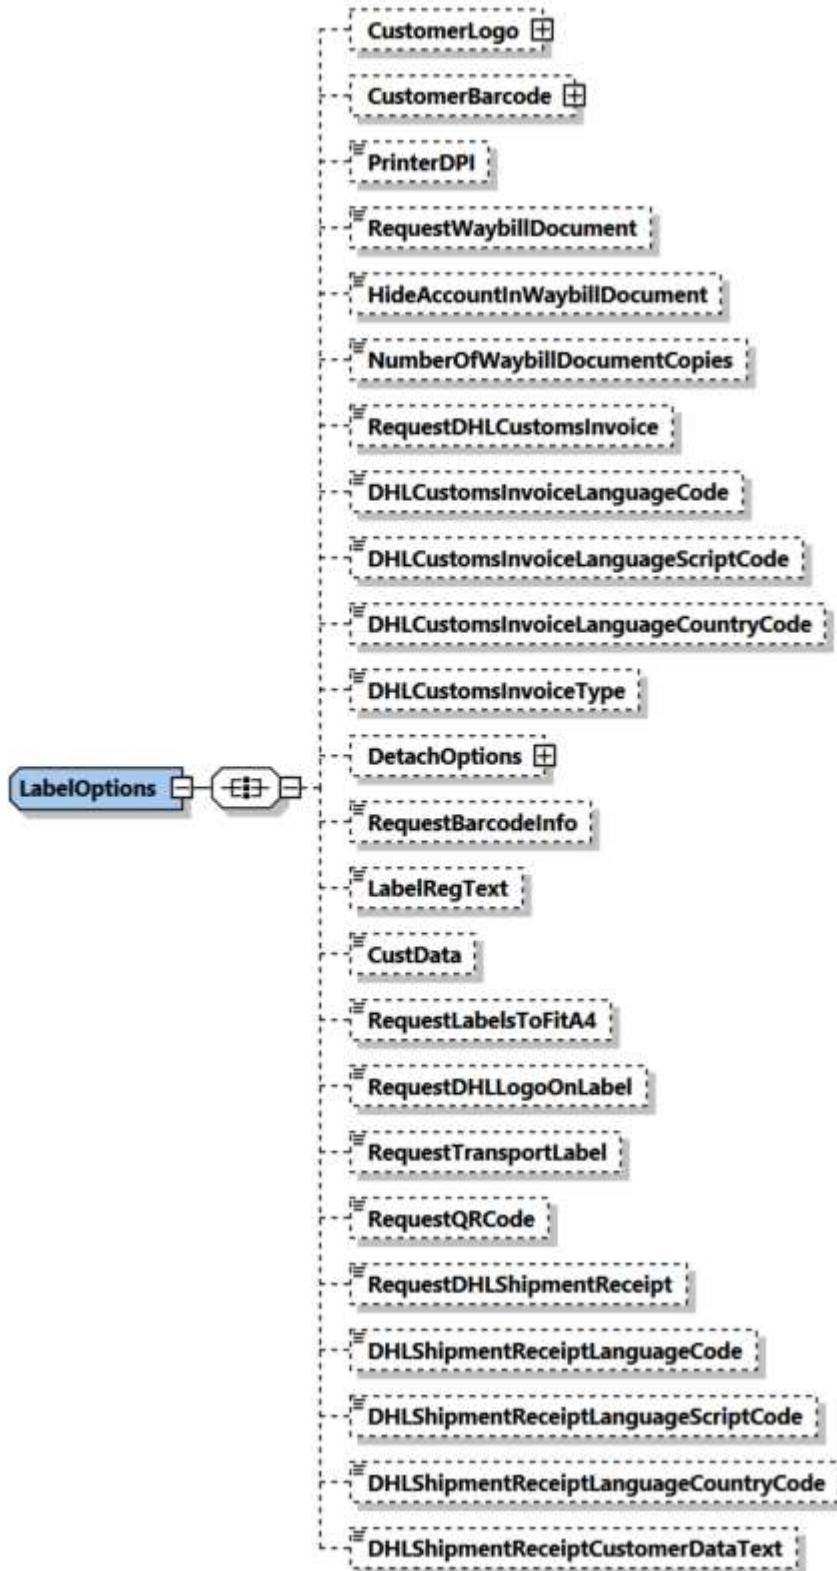 CustomerLogo
CustomerBarcode
PrinterDPI
RequestWaybillDocument
HideAccountInWaybillDocument
NumberOfWaybillDocumentCopies
RequestDHLCustomsInvoice
DHLCustomsInvoiceLanguageCode
DHLCustomsInvoiceLanguageScriptCode
DHLCustomsInvoiceLanguageCountryCode
DHLCustomsInvoiceType
DetachOptions
LabelOptions
RequestBarcodeInfo
LabelRegText
CustData
RequestLabelsToFitA4
RequestDHLLogoOnLabel
RequestTransportLabel
RequestQRCode
RequestDHLShipmentReceipt
DHLShipmentReceiptLanguageCode
DHLShipmentReceiptLanguageScriptCode
DHLShipmentReceiptLanguageCountryCode
DHLShipmentReceiptCustomerDataText